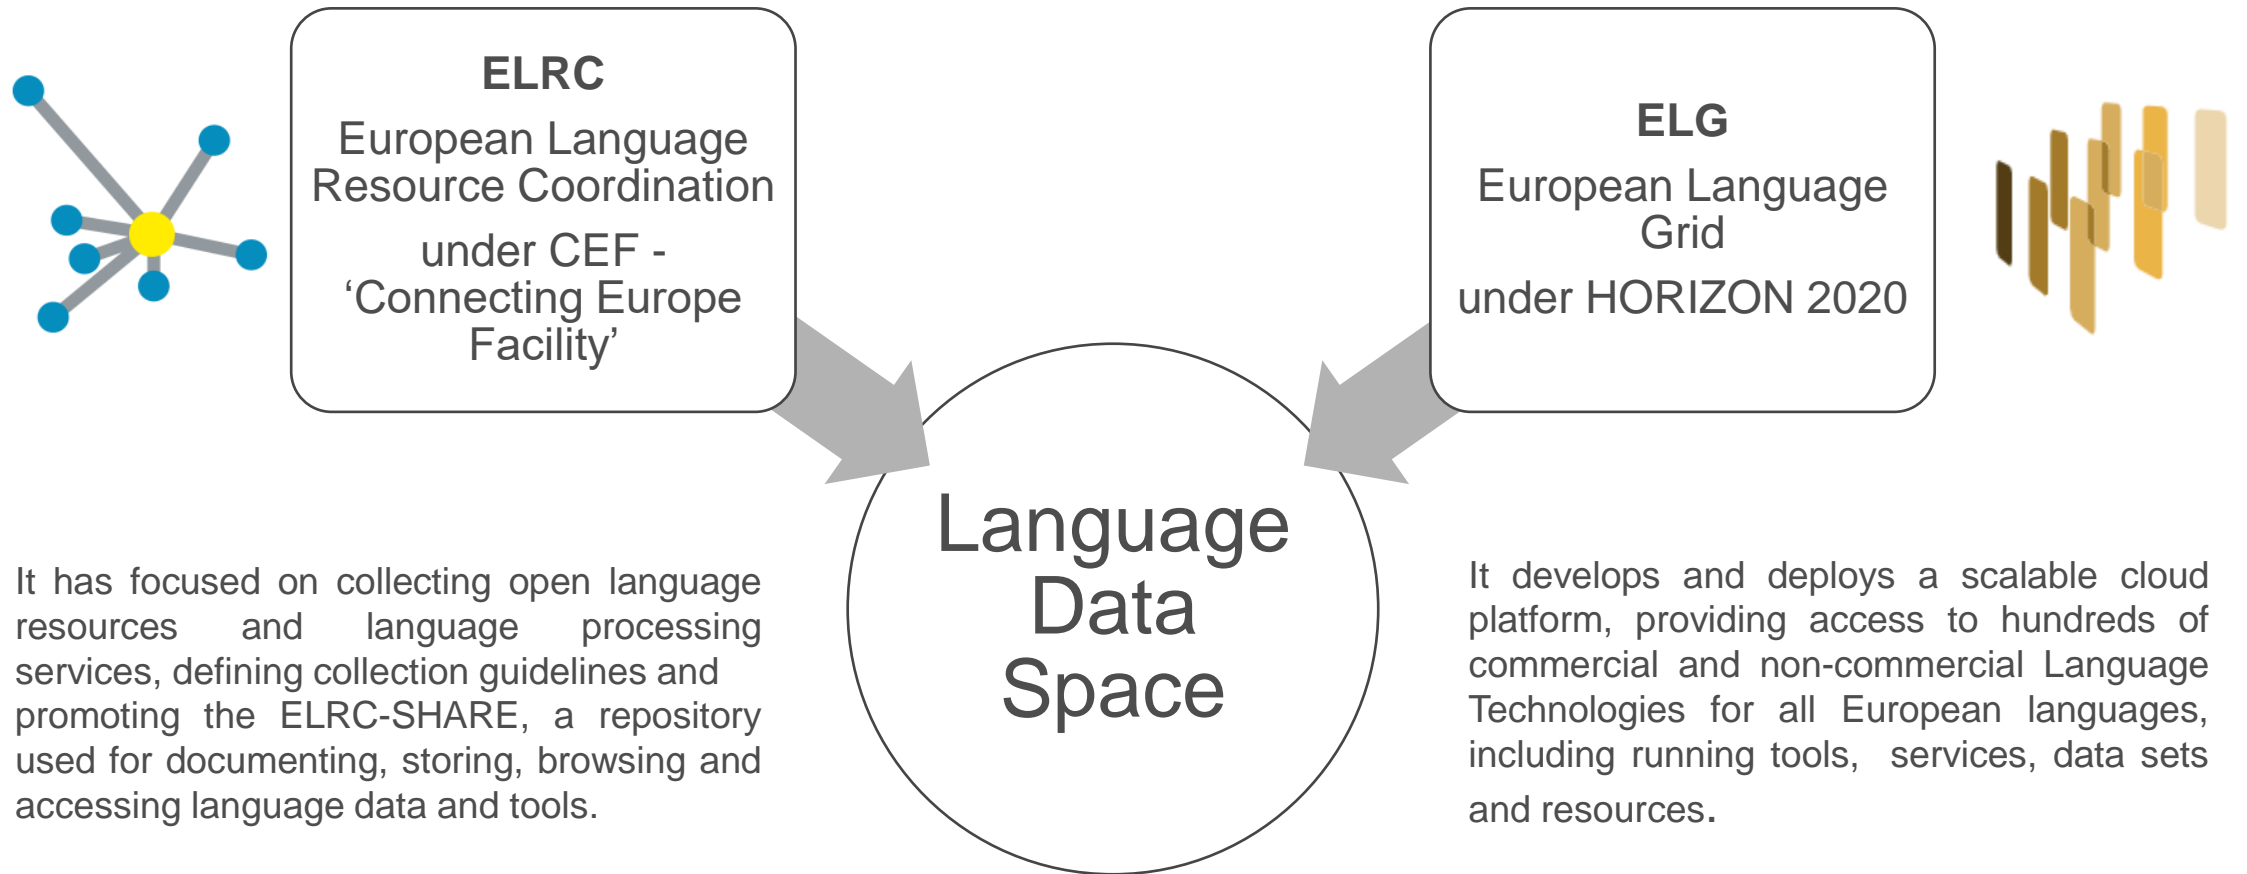 ELRC
European Language
Resource Coordination
under CEF -
‘Connecting Europe
Facility’
ELG
European Language
Grid
under HORIZON 2020
Language
Data
Space
It has focused on collecting open language
resources and language processing
services, defining collection guidelines and
promoting the ELRC-SHARE, a repository
used for documenting, storing, browsing and
accessing language data and tools.
It develops and deploys a scalable cloud
platform, providing access to hundreds of
commercial and non-commercial Language
Technologies for all European languages,
including running tools, services, data sets
and resources.